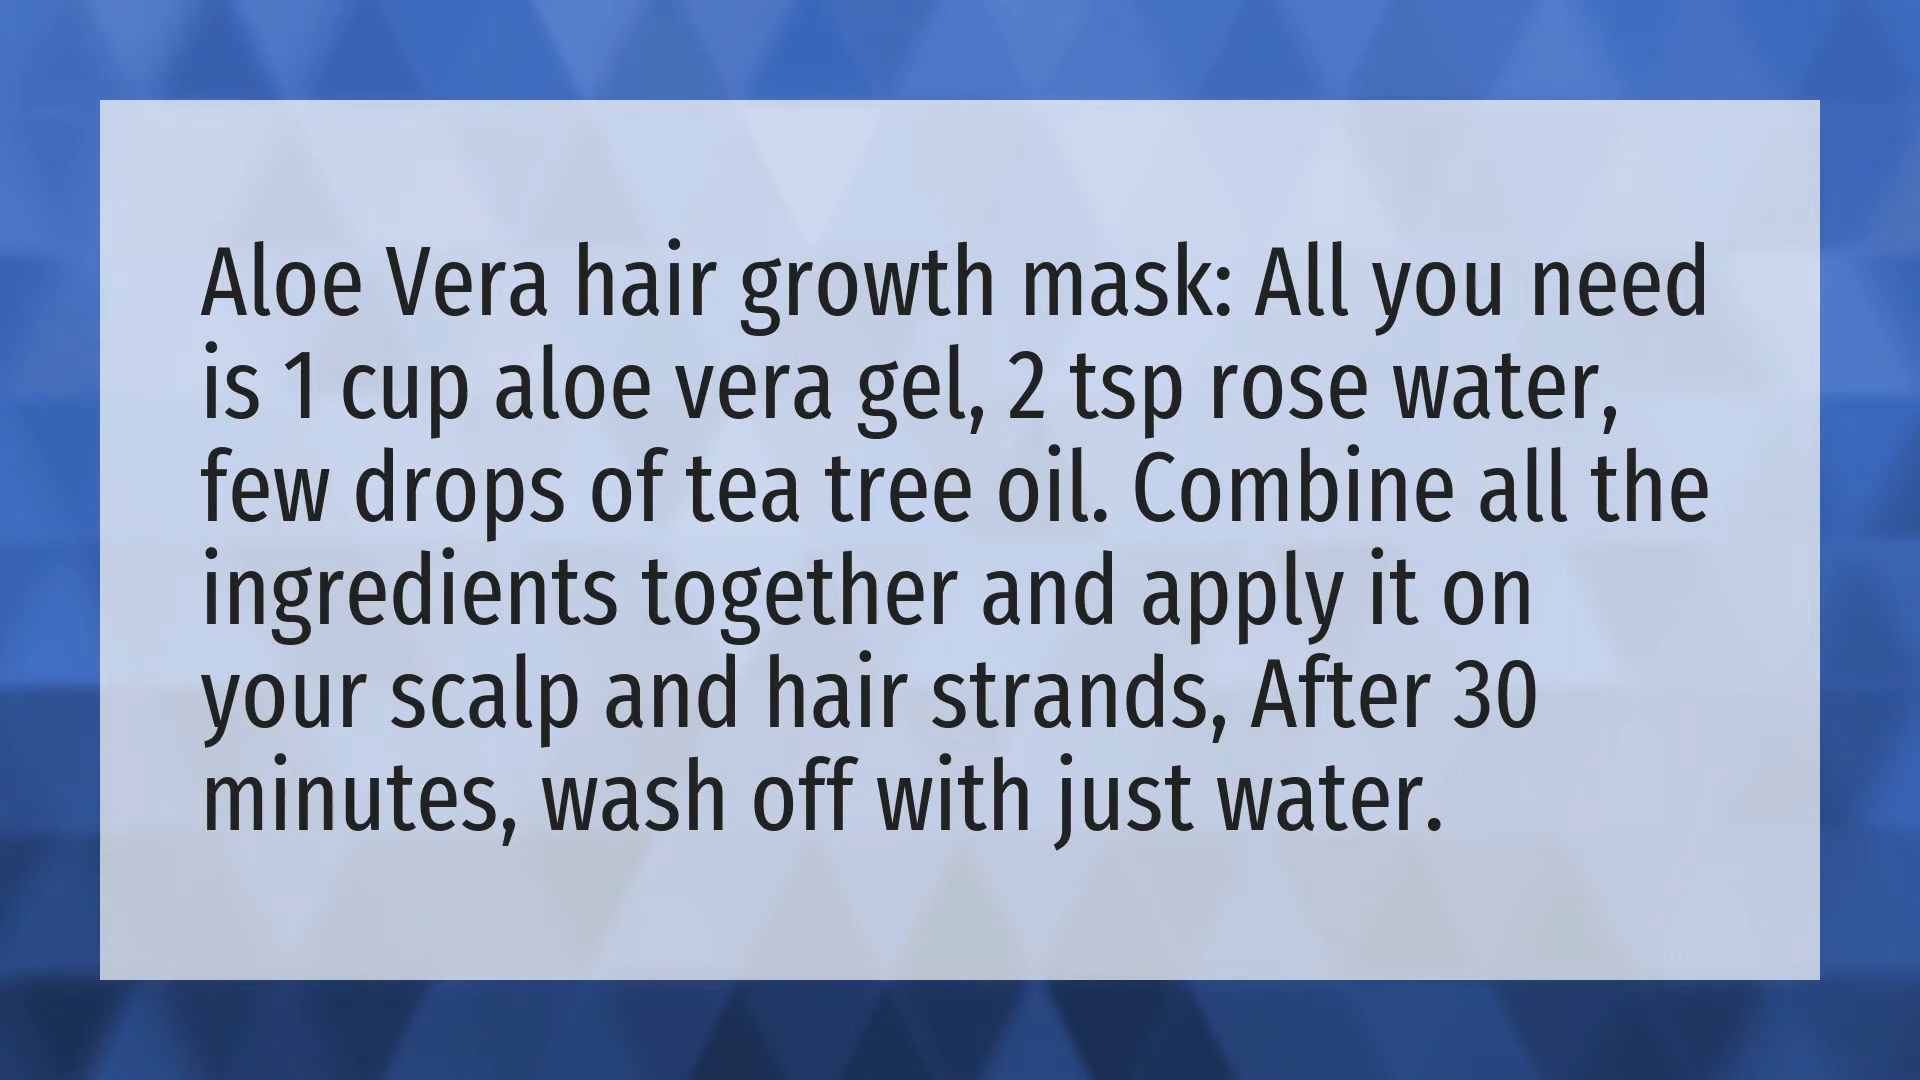 Aloe Vera hair growth mask: All you need
is 1 cup aloe vera gel, 2 tsp rose water,
few drops of tea tree oil. Combine all the
ingredients together and apply it on
your scalp and hair strands, After 30
minutes, wash off with just water.